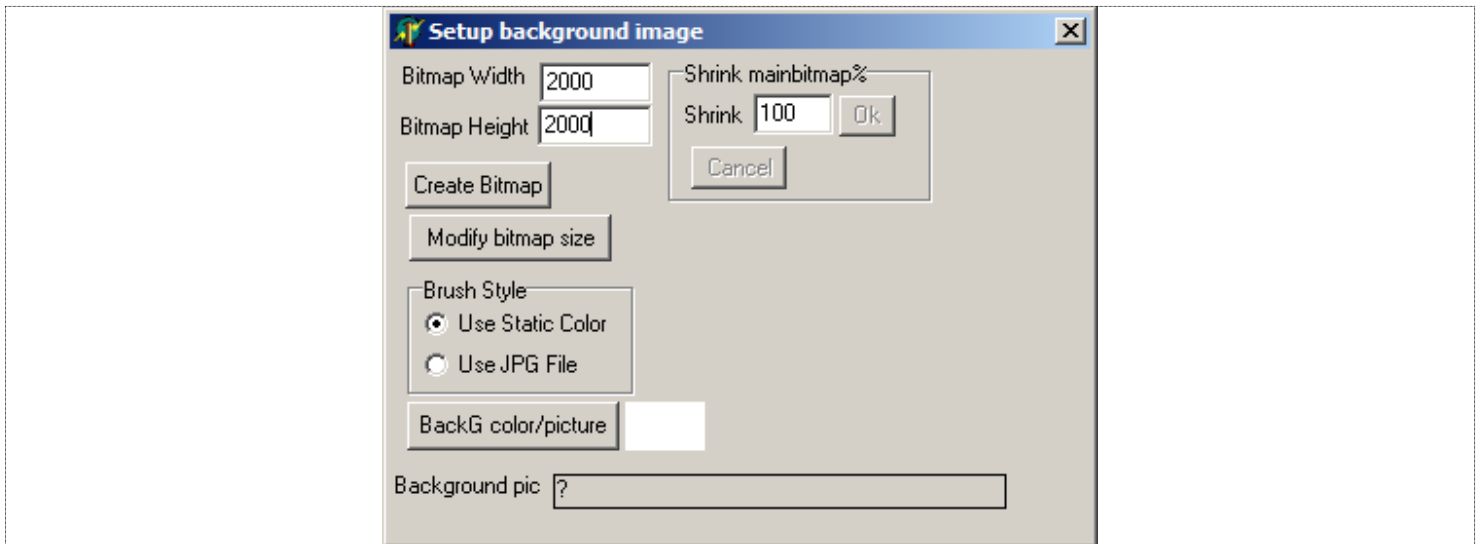 Setup background image
Bitmap Width 2000
Bitmap Height 2000
Create Bitmap
Modify bitmap size
Shrink mainbitmap%
Shrink 100 Ok
Cancel
Brush Style
Use Static Color
Use JPG File
BackG color/picture
Background pic ?